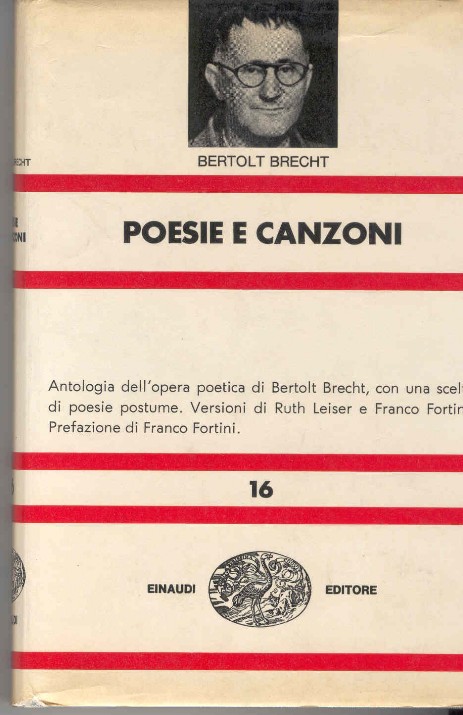 BERTOLT BRECHT
POESIE E CANZONI
Antologia dell'opera poetica di Bertolt Brecht, con una scel
di poesie postume. Versioni di Ruth Leiser e Franco Fortin
Prefazione di Franco Fortini.
16
EINAUDI EDITORE